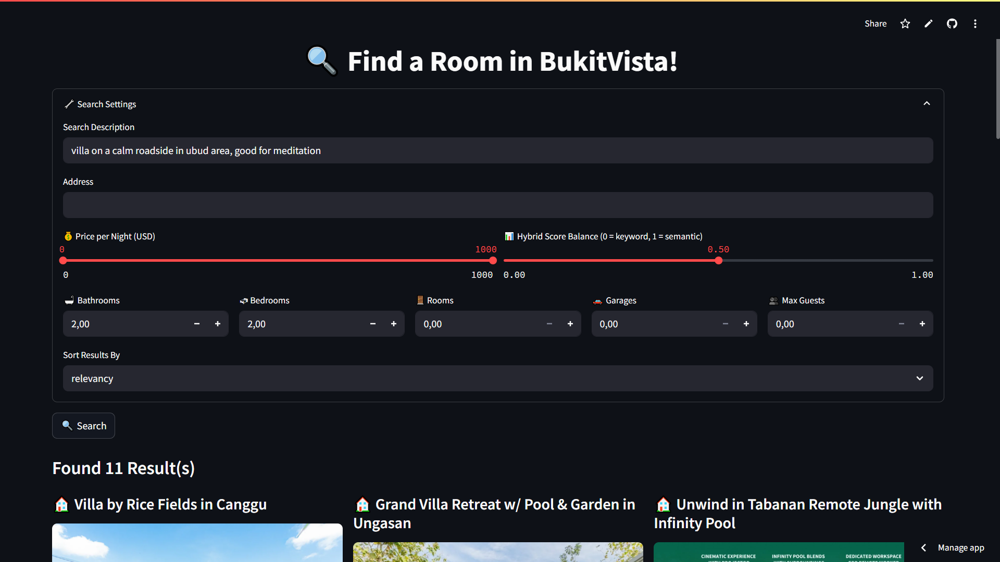 Share
Find a Room in BukitVista!
Search Settings
Search Description
villa on a calm roadside in ubud area, good for meditation
Address
Price per Night (USD)
0 1000
0 1000
Hybrid Score Balance (0 = keyword, 1 = semantic)
0.50
0.00 1.00
Bathrooms
2,00
Bedrooms
2,00
Rooms
0,00
Garages
0,00
Max Guests
0,00
Sort Results By
relevancy
Search
Found 11 Result(s)
Villa by Rice Fields in Canggu
Grand Villa Retreat w/ Pool & Garden in
Ungasan
Unwind in Tabanan Remote Jungle with
Infinity Pool
CINEMATIC EXPERIENCE
INFINITY POOL BLENDS
DEDICATED WORKSPACE
Manage app